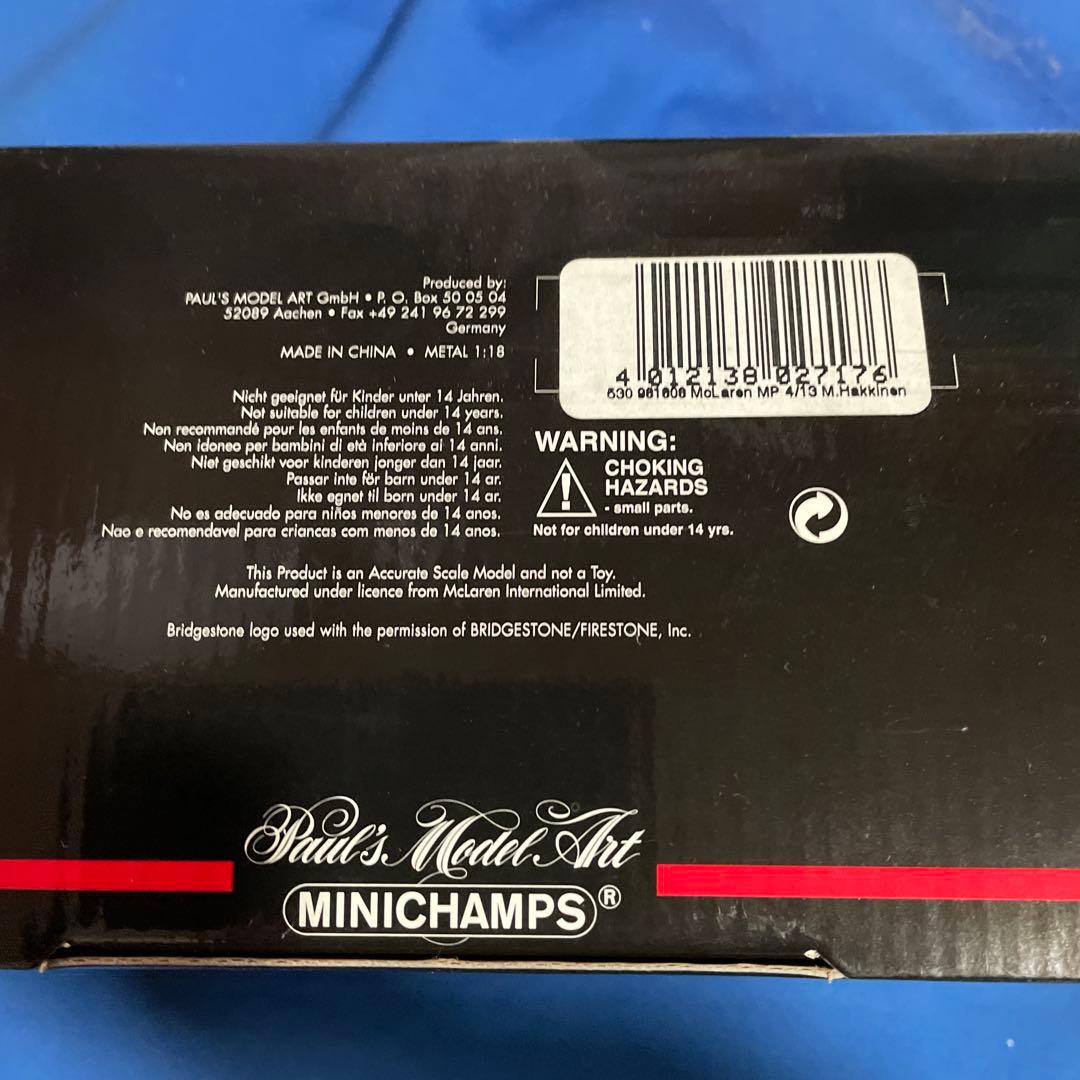 Produced by:
PAUL'S MODEL ART GmbH • P. O. Box 50 05 04
52089 Aachen • Fax +49 241 96 72 299
Germany
MADE IN CHINA • METAL 1:18
Nicht geeignet für Kinder unter 14 Jahren.
Not suitable for children under 14 years.
Non recommandé pour les enfants de moins de 14 ans.
Non idoneo per bambini di età inferiore ai 14 anni.
Niet geschikt voor kinderen jonger dan 14 jaar.
Passar inte för barn under 14 ar.
Ikke egnet til born under 14 ar.
No es adecuado para niños menores de 14 anos.
Nao e recomendavel para criancas com menos de 14 anos.
4 012138 027176
McLaren MP 4/13 M.Hakkinen
WARNING:
CHOKING
HAZARDS
- small parts.
Not for children under 14 yrs.
This Product is an Accurate Scale Model and not a Toy.
Manufactured under licence from McLaren International Limited.
Bridgestone logo used with the permission of BRIDGESTONE/FIRESTONE, Inc.
Paul's Model Art
MINICHAMPS®